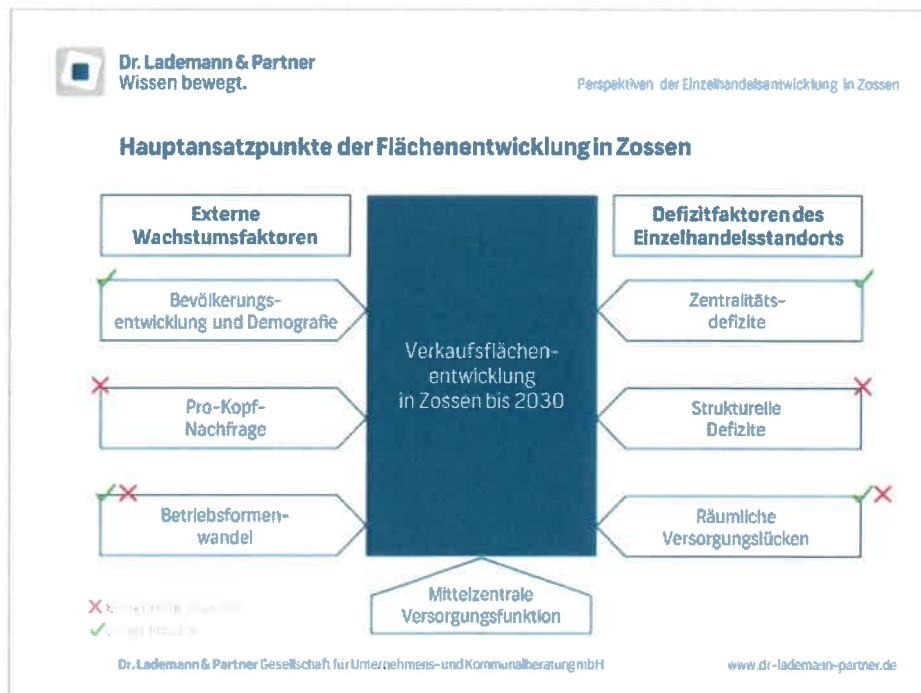 Dr. Lademann & Partner
Wissen bewegt.
Perspektiven der Einzelhandelsentwicklung in Zossen
Hauptansatzpunkte der Flächenentwicklung in Zossen
Externe
Wachstumsfaktoren
Defizitfaktoren des
Einzelhandelsstandorts
Bevölkerungs-
entwicklung und Demografie
Zentralitäts-
defizite
Verkaufsflächen-
entwicklung
in Zossen bis 2030
Pro-Kopf-
Nachfrage
Strukturelle
Defizite
Betriebsformen-
wandel
Räumliche
Versorgungslücken
Mittelzentrale
Versorgungsfunktion
Dr. Lademann & Partner Gesellschaft für Unternehmens- und Kommunalberatung mbH
www.dr-lademann-partner.de